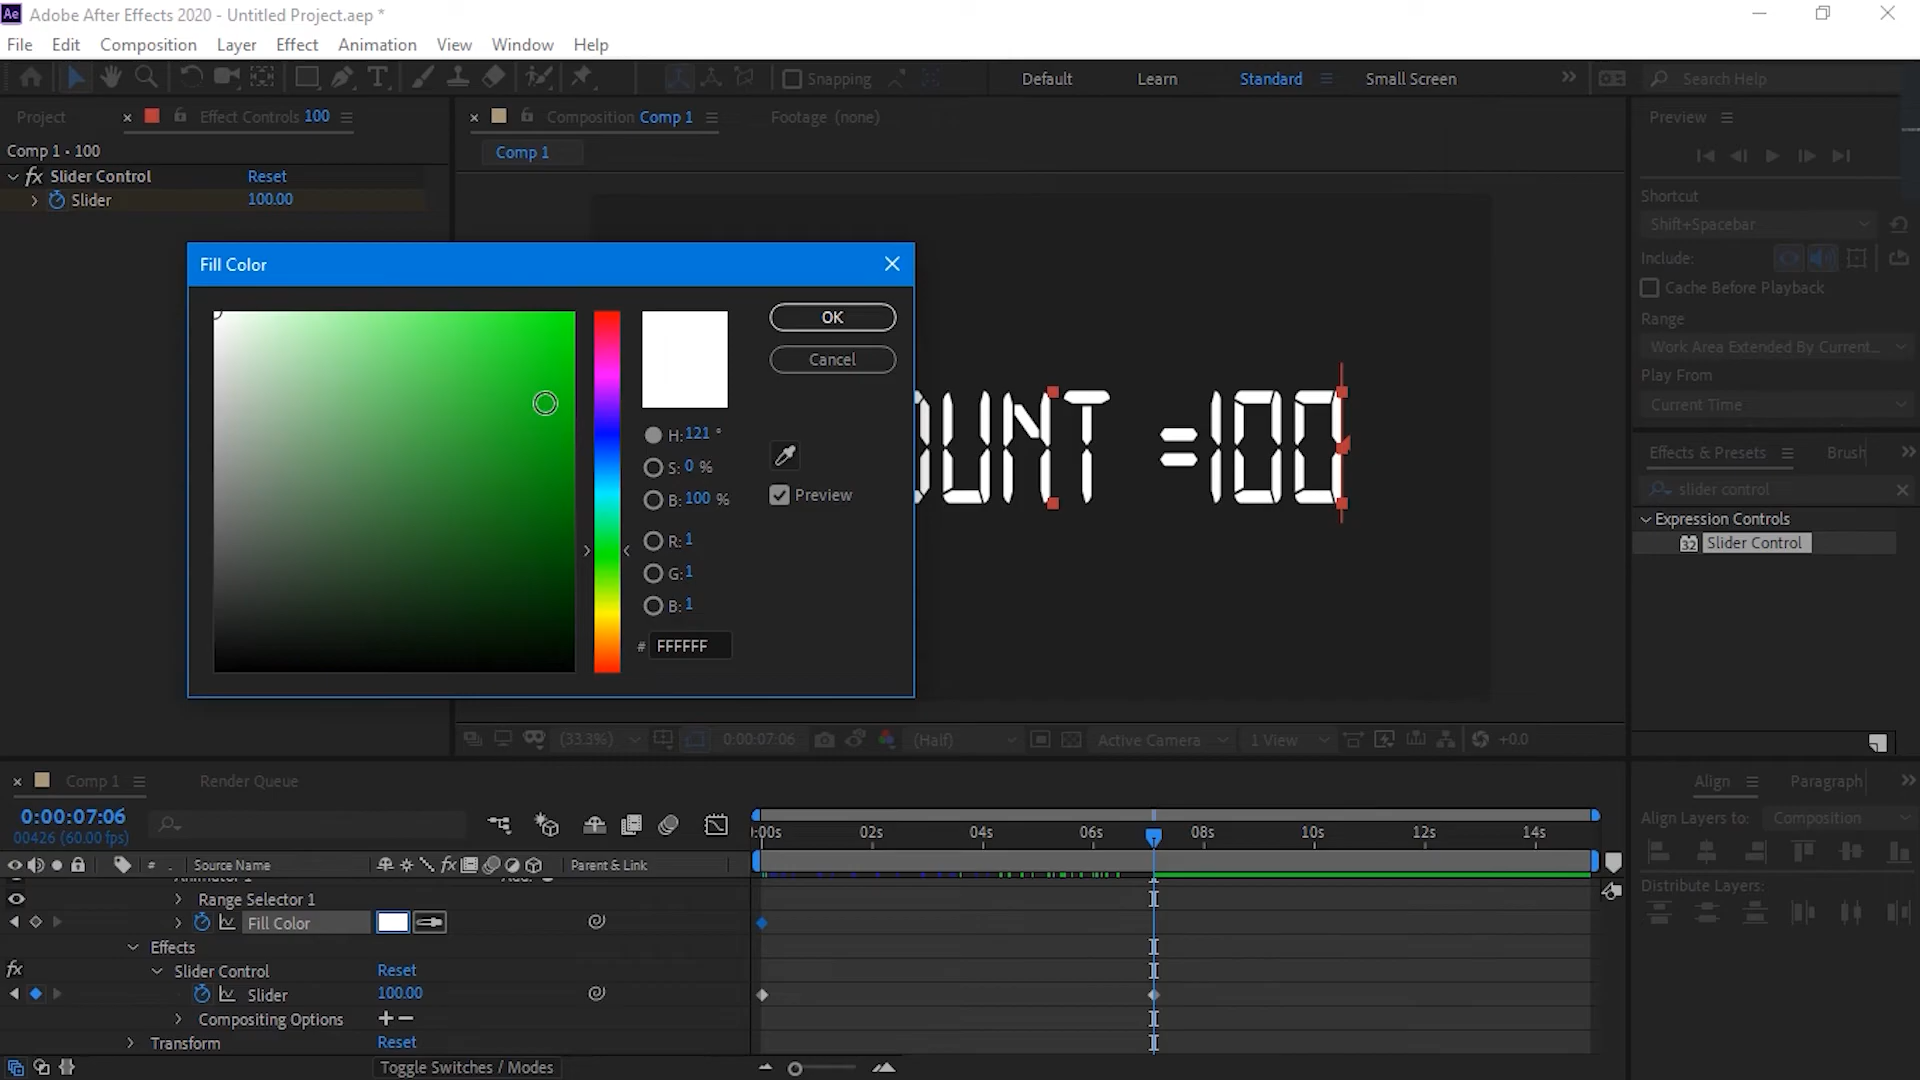 Ae Adobe After Effects 2020 - Untitled Project.aep *
File Edit Composition Layer Effect Animation View Window Help
Snapping Default Learn Standard Small Screen Search Help
Project Effect Controls 100 Composition Comp 1 Footage (none) Preview
Comp 1 • 100 Comp 1
fx Slider Control Reset
Slider 100.00
Shortcut
Shift+Spacebar
Include:
Cache Before Playback
Range
Work Area Extended By Current...
Play From
Current Time
Fill Color
OK
Cancel
H: 121 °
S: 0 %
B: 100 %
Preview
R: 1
G: 1
B: 1
# FFFFFF
OUNT =100
Effects & Presets Brush
slider control
Expression Controls
32 Slider Control
(33.3%) 0:00:07:06 (Half) Active Camera 1 View +0.0
Comp 1 Render Queue
Align Paragraph
Align Layers to: Composition
Distribute Layers:
0:00:07:06
00426 (60.00 fps)
:00s 02s 04s 06s 08s 10s 12s 14s
# Source Name fx Parent & Link
Range Selector 1
Fill Color
Effects
fx Slider Control Reset
Slider 100.00
Compositing Options + −
Transform Reset
Toggle Switches / Modes